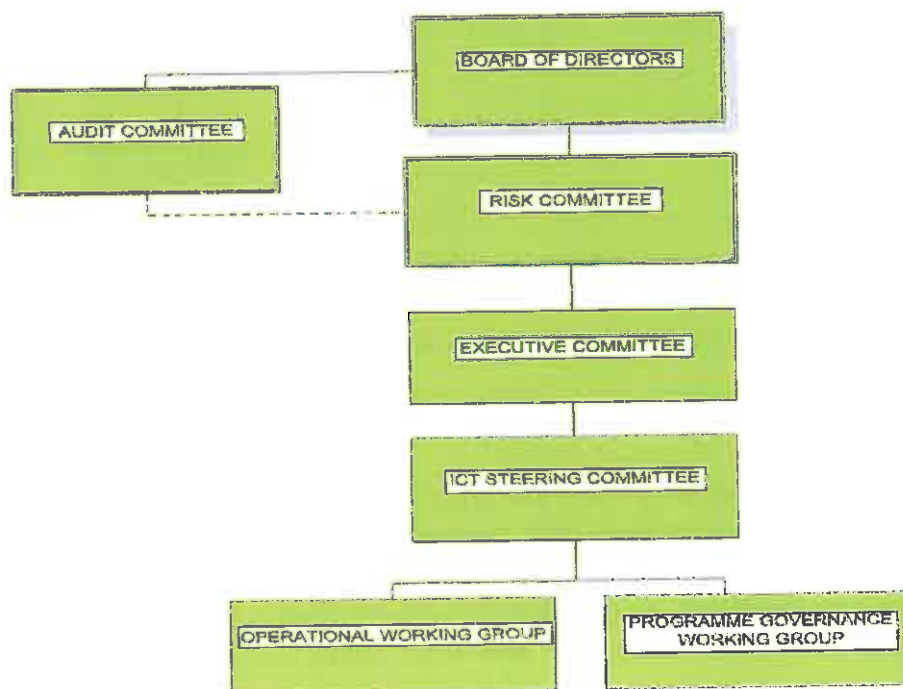 BOARD OF DIRECTORS
AUDIT COMMITTEE
RISK COMMITTEE
EXECUTIVE COMMITTEE
ICT STEERING COMMITTEE
OPERATIONAL WORKING GROUP
PROGRAMME GOVERNANCE
WORKING GROUP